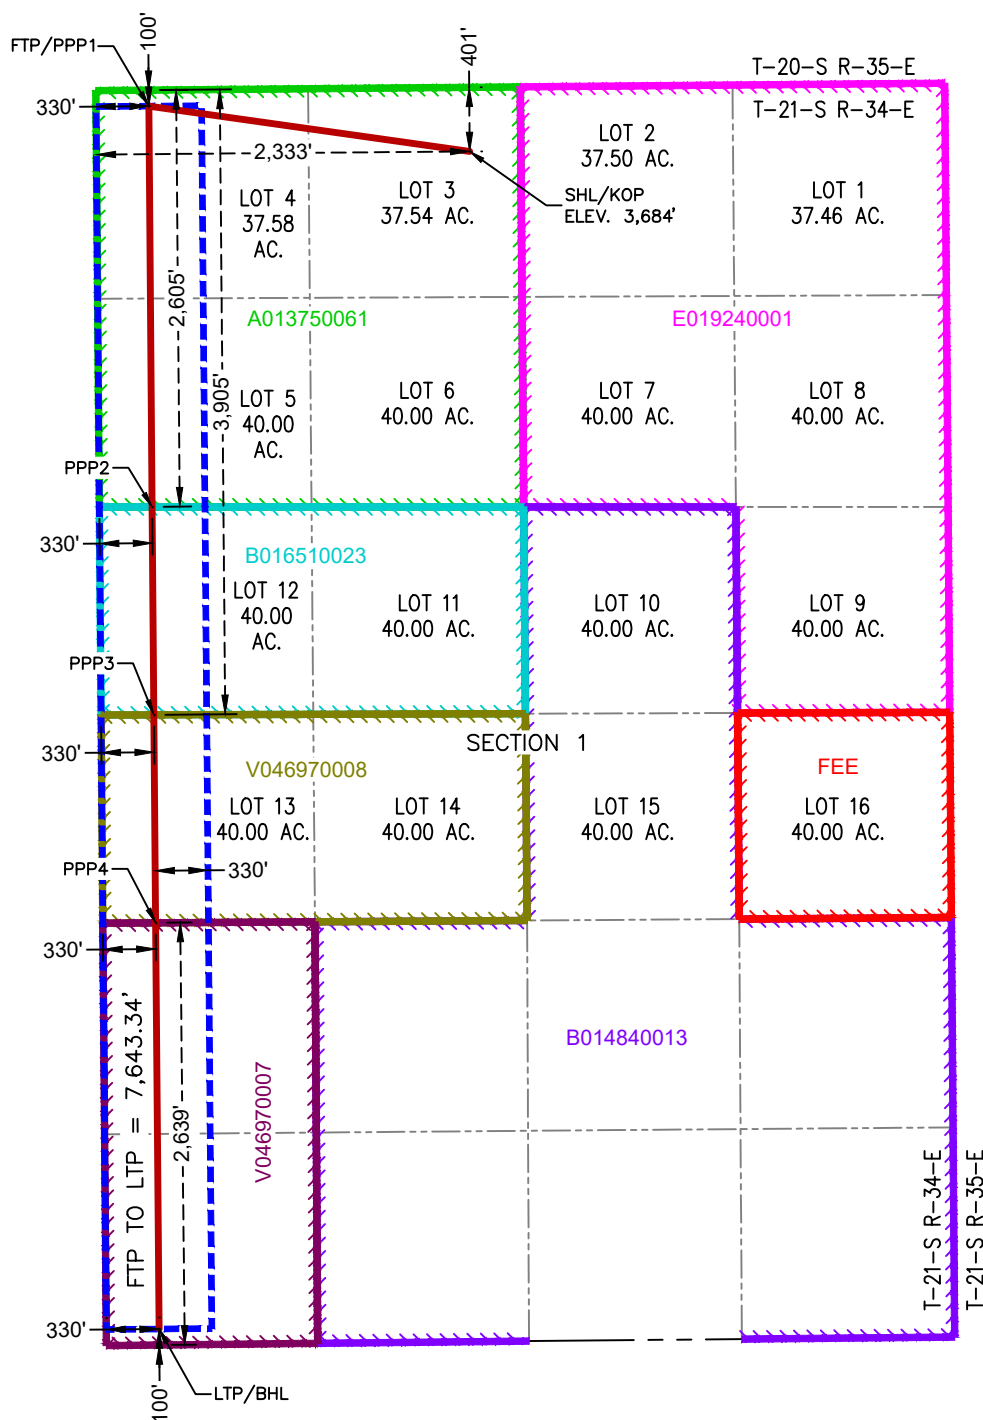 100'
FTP/PPP1
401'
T-20-S R-35-E
T-21-S R-34-E
330'
2,333'
LOT 2
37.50 AC.
SHL/KOP
ELEV. 3,684'
LOT 4
37.58
AC.
LOT 3
37.54 AC.
LOT 1
37.46 AC.
2,605'
A013750061
E019240001
3,905'
LOT 5
40.00
AC.
LOT 6
40.00 AC.
LOT 7
40.00 AC.
LOT 8
40.00 AC.
PPP2
330'
B016510023
LOT 12
40.00
AC.
LOT 11
40.00 AC.
LOT 10
40.00 AC.
LOT 9
40.00 AC.
PPP3
330'
SECTION 1
V046970008
FEE
LOT 13
40.00 AC.
LOT 14
40.00 AC.
LOT 15
40.00 AC.
LOT 16
40.00 AC.
PPP4
330'
330'
FTP TO LTP = 7,643.34'
2,639'
V046970007
B014840013
T-21-S R-34-E
T-21-S R-35-E
330'
100'
LTP/BHL